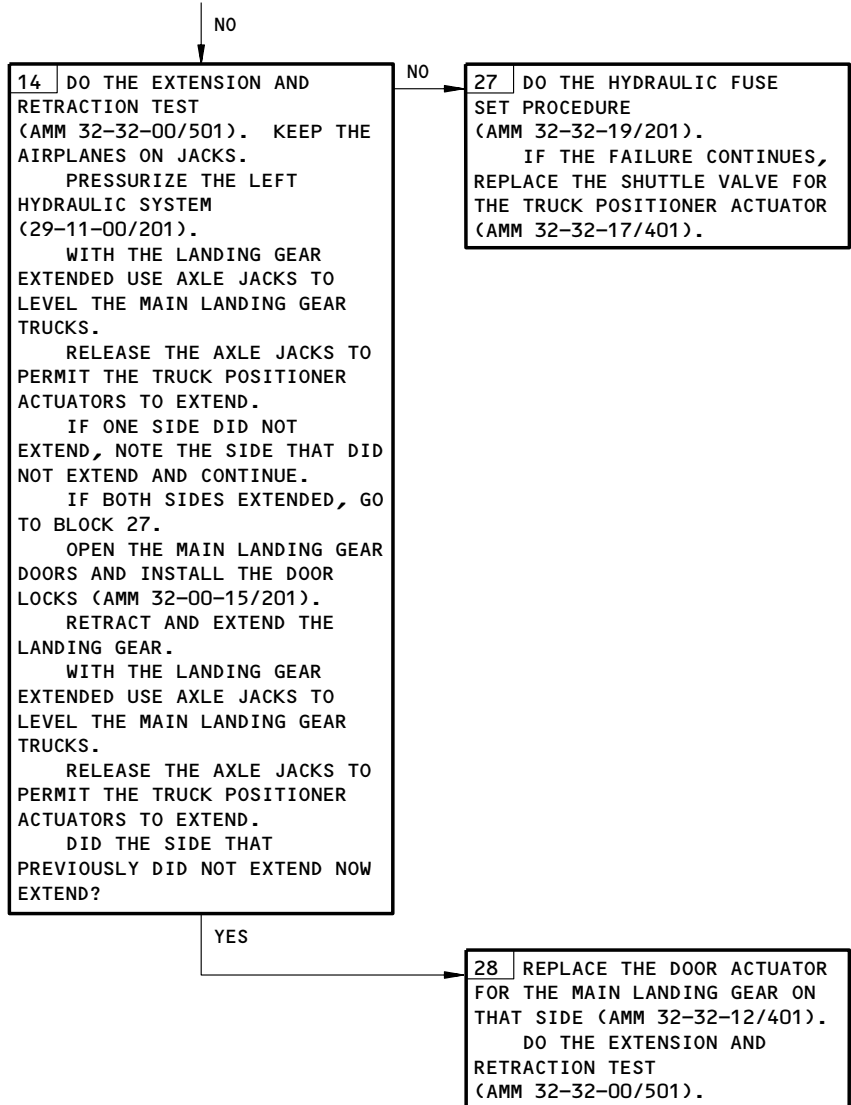 NO
14 DO THE EXTENSION AND
RETRACTION TEST
(AMM 32-32-00/501). KEEP THE
AIRPLANES ON JACKS.
PRESSURIZE THE LEFT
HYDRAULIC SYSTEM
(29-11-00/201).
WITH THE LANDING GEAR
EXTENDED USE AXLE JACKS TO
LEVEL THE MAIN LANDING GEAR
TRUCKS.
RELEASE THE AXLE JACKS TO
PERMIT THE TRUCK POSITIONER
ACTUATORS TO EXTEND.
IF ONE SIDE DID NOT
EXTEND, NOTE THE SIDE THAT DID
NOT EXTEND AND CONTINUE.
IF BOTH SIDES EXTENDED, GO
TO BLOCK 27.
OPEN THE MAIN LANDING GEAR
DOORS AND INSTALL THE DOOR
LOCKS (AMM 32-00-15/201).
RETRACT AND EXTEND THE
LANDING GEAR.
WITH THE LANDING GEAR
EXTENDED USE AXLE JACKS TO
LEVEL THE MAIN LANDING GEAR
TRUCKS.
RELEASE THE AXLE JACKS TO
PERMIT THE TRUCK POSITIONER
ACTUATORS TO EXTEND.
DID THE SIDE THAT
PREVIOUSLY DID NOT EXTEND NOW
EXTEND?
NO
27 DO THE HYDRAULIC FUSE
SET PROCEDURE
(AMM 32-32-19/201).
IF THE FAILURE CONTINUES,
REPLACE THE SHUTTLE VALVE FOR
THE TRUCK POSITIONER ACTUATOR
(AMM 32-32-17/401).
YES
28 REPLACE THE DOOR ACTUATOR
FOR THE MAIN LANDING GEAR ON
THAT SIDE (AMM 32-32-12/401).
DO THE EXTENSION AND
RETRACTION TEST
(AMM 32-32-00/501).